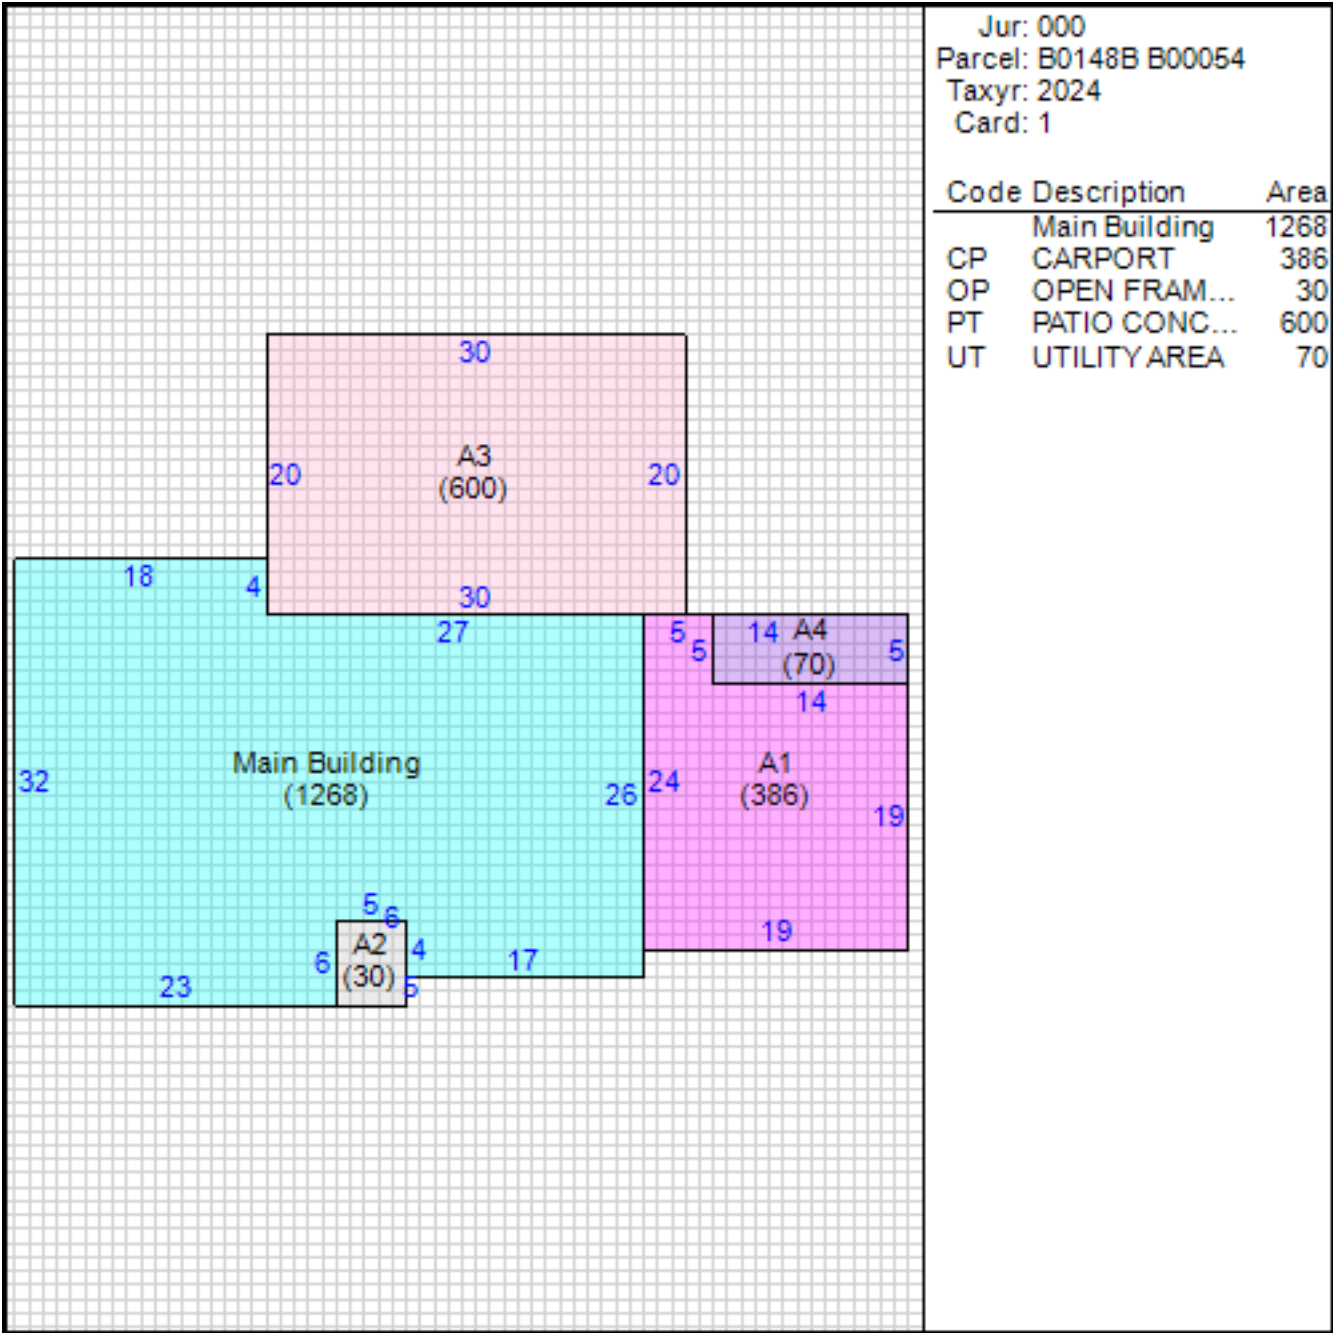 Jur: 000
Parcel: B0148B B00054
Taxyr: 2024
Card: 1
Code Description Area
Main Building 1268
CP CARPORT 386
OP OPEN FRAM... 30
PT PATIO CONC... 600
UT UTILITY AREA 70
30
A3
20 20
(600)
30
18 4
27
5 14 A4
5 (70) 5
14
Main Building
(1268)
32 26
24 A1
(386)
19
19
5 6
A2
(30)
6 4
17
23 5